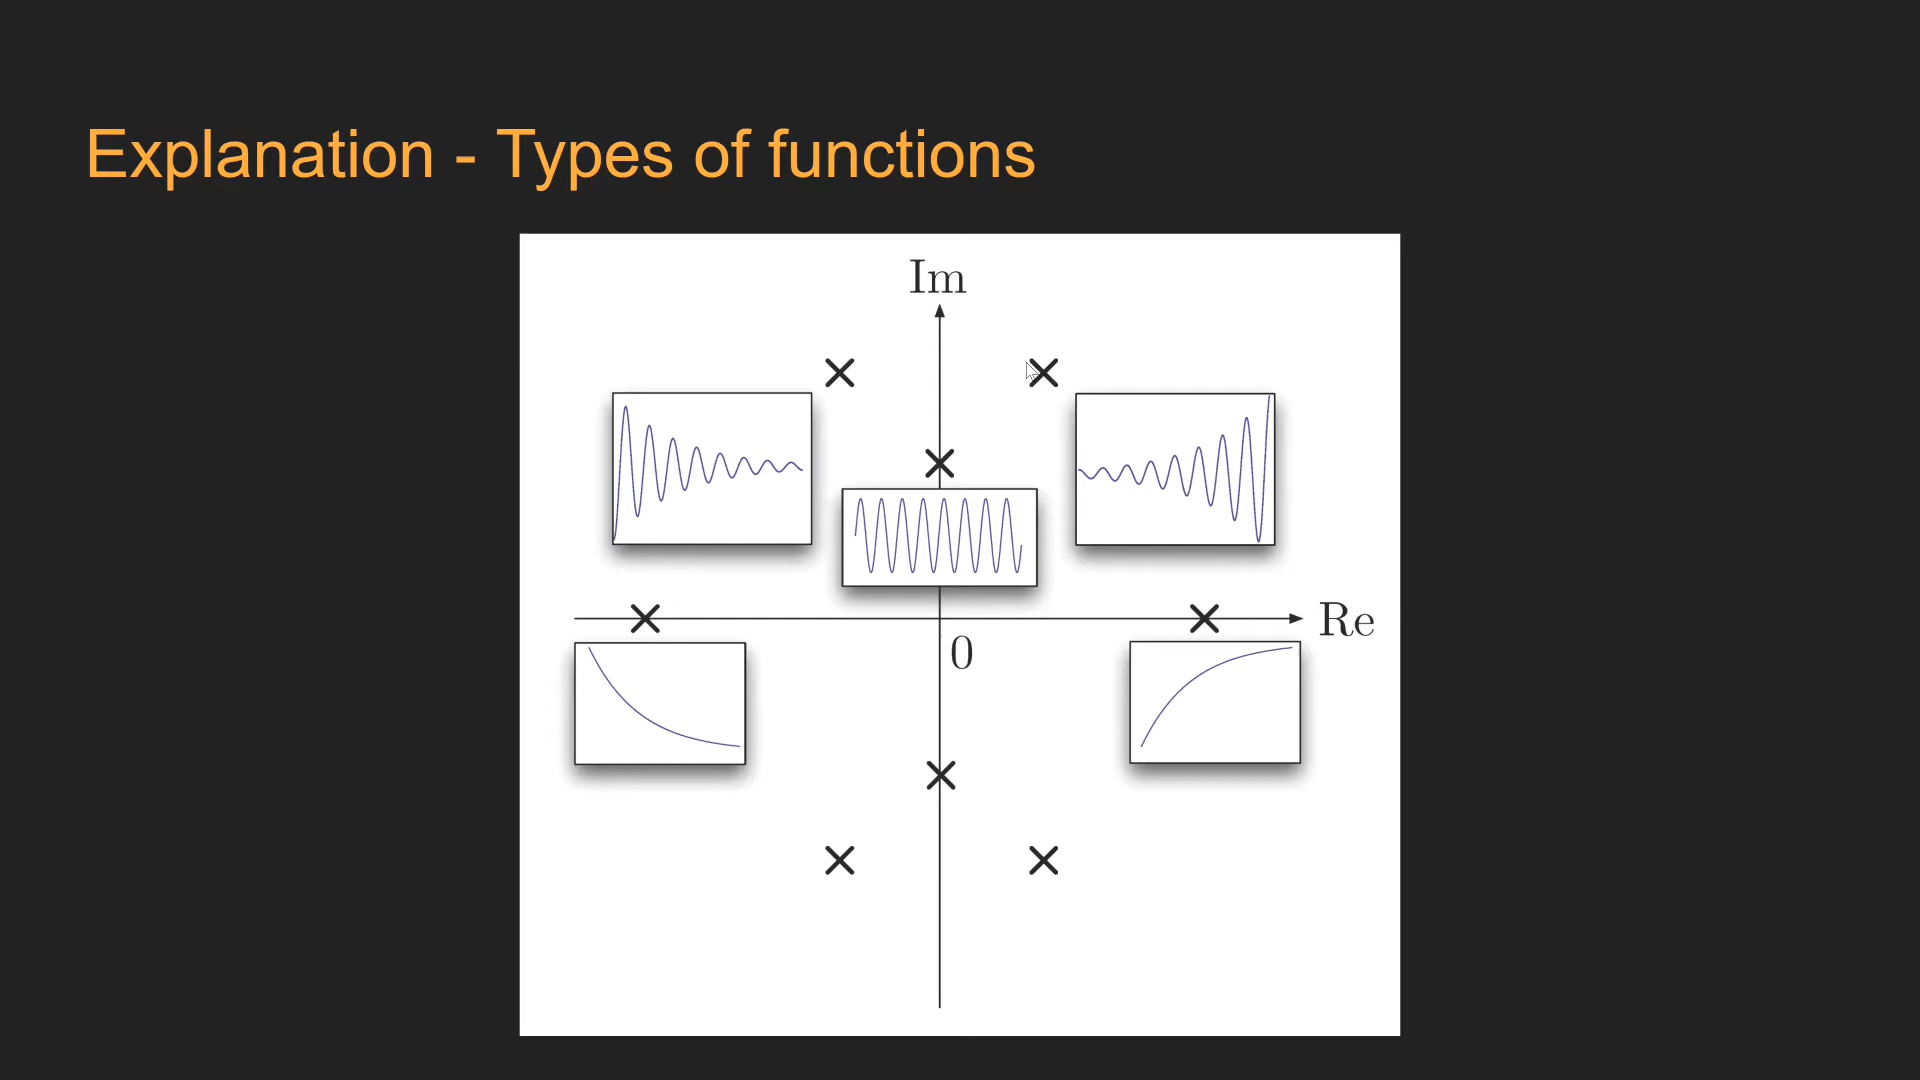 Explanation - Types of functions
Im
Re
0